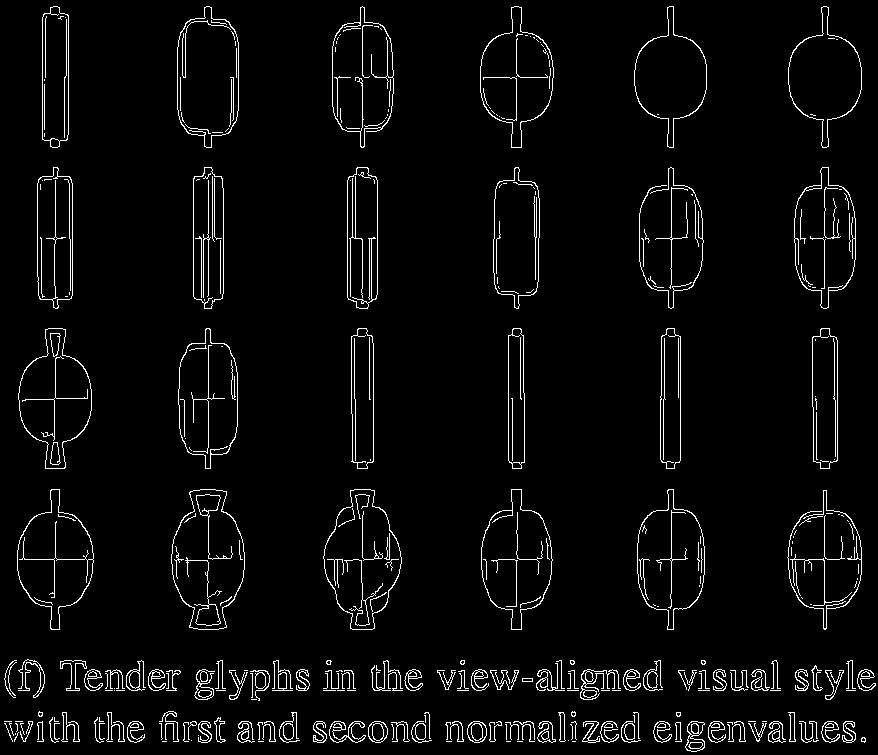 (f) Tender glyphs in the view-aligned visual style
with the first and second normalized eigenvalues.